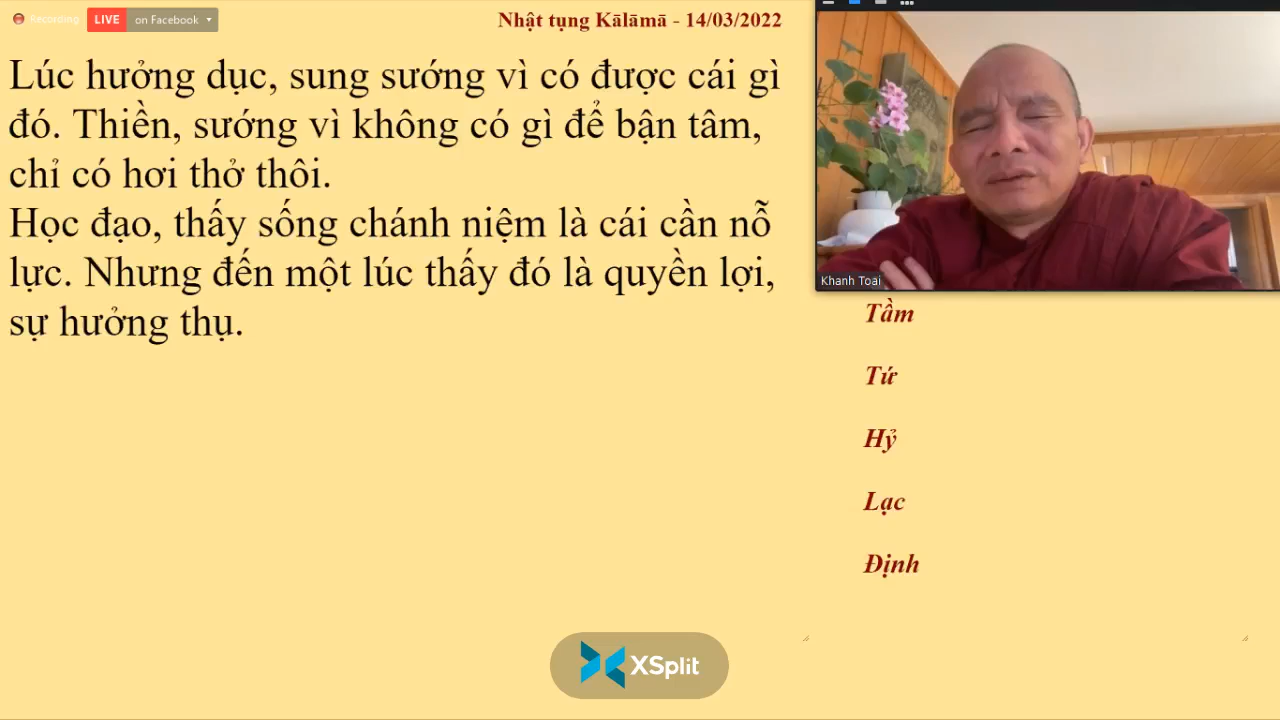 Recording
LIVE on Facebook
Nhật tụng Kālāmā - 14/03/2022
Lúc hưởng dục, sung sướng vì có được cái gì
đó. Thiền, sướng vì không có gì để bận tâm,
chỉ có hơi thở thôi.
Học đạo, thấy sống chánh niệm là cái cần nỗ
lực. Nhưng đến một lúc thấy đó là quyền lợi,
sự hưởng thụ.
Khanh Toai
Tầm
Tứ
Hỷ
Lạc
Định
XSplit